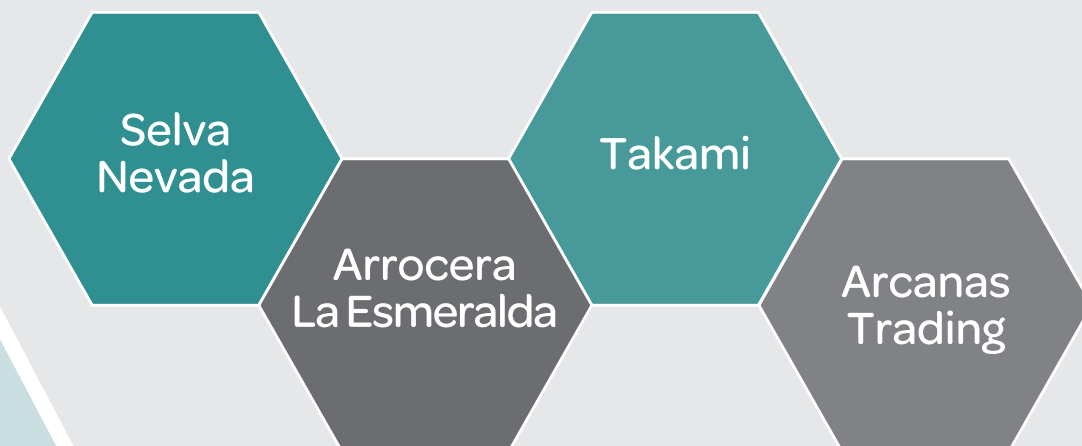 Selva
Nevada
Arrocera
La Esmeralda
Takami
Arcanas
Trading